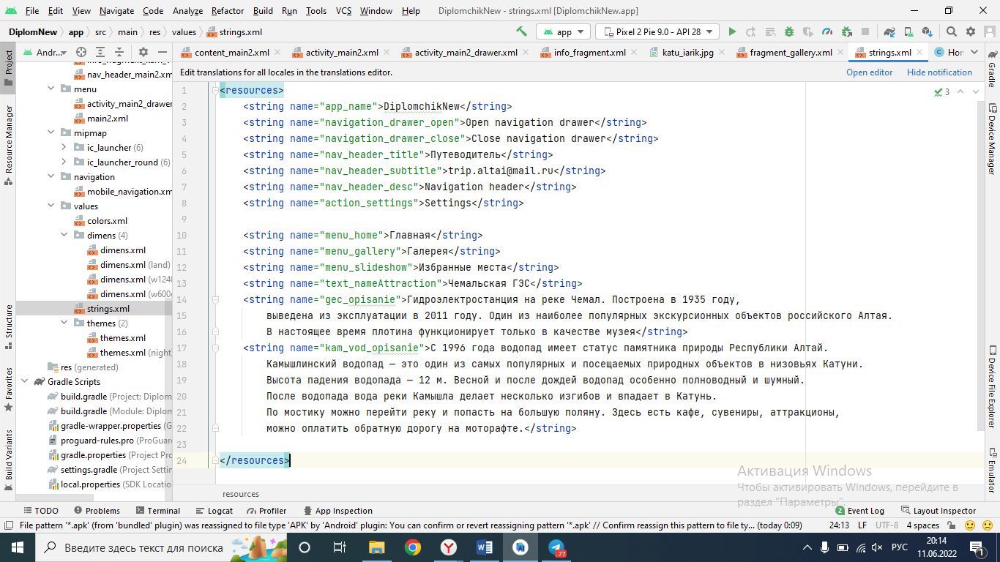 File Edit View Navigate Code Analyze Refactor Build Run Tools VCS Window Help DiplomchikNew - strings.xml [DiplomchikNew.app]
DiplomNew app src main res values strings.xml app Pixel 2 Pie 9.0 - API 28
Andr... content_main2.xml activity_main2.xml activity_main2_drawer.xml info_fragment.xml katu_iarik.jpg fragment_gallery.xml strings.xml Hor
Edit translations for all locales in the translations editor. Open editor Hide notification
Project
Resource Manager
Structure
Favorites
Build Variants
nav_header_main2.xm
menu
activity_main2_drawer
main2.xml
mipmap
ic_launcher (6)
ic_launcher_round (6)
navigation
mobile_navigation.xm
values
colors.xml
dimens (4)
dimens.xml
dimens.xml (land)
dimens.xml (w1240
dimens.xml (w600d
strings.xml
themes (2)
themes.xml
themes.xml (night
res (generated)
Gradle Scripts
build.gradle (Project: Diplom
build.gradle (Module: Diplom
gradle-wrapper.properties (G
proguard-rules.pro (ProGuard
gradle.properties (Project Pro
settings.gradle (Project Settin
local.properties (SDK Locatio
1 <resources> 3
2 <string name="app_name">DiplomchikNew</string>
3 <string name="navigation_drawer_open">Open navigation drawer</string>
4 <string name="navigation_drawer_close">Close navigation drawer</string>
5 <string name="nav_header_title">Путеводитель</string>
6 <string name="nav_header_subtitle">trip.altai@mail.ru</string>
7 <string name="nav_header_desc">Navigation header</string>
8 <string name="action_settings">Settings</string>
9
10 <string name="menu_home">Главная</string>
11 <string name="menu_gallery">Галерея</string>
12 <string name="menu_slideshow">Избранные места</string>
13 <string name="text_nameAttraction">Чемальская ГЭС</string>
14 <string name="gec_opisanie">Гидроэлектростанция на реке Чемал. Построена в 1935 году,
15 выведена из эксплуатации в 2011 году. Один из наиболее популярных экскурсионных объектов российского Алтая.
16 В настоящее время плотина функционирует только в качестве музея</string>
17 <string name="kam_vod_opisanie">С 1996 года водопад имеет статус памятника природы Республики Алтай.
18 Камышлинский водопад — это один из самых популярных и посещаемых природных объектов в низовьях Катуни.
19 Высота падения водопада — 12 м. Весной и после дождей водопад особенно полноводный и шумный.
20 После водопада вода реки Камышла делает несколько изгибов и впадает в Катунь.
21 По мостику можно перейти реку и попасть на большую поляну. Здесь есть кафе, сувениры, аттракционы,
22 можно оплатить обратную дорогу на моторафте.</string>
23
24 </resources>
Gradle
Device Manager
Device File Explorer
Emulator
Активация Windows
Чтобы активировать Windows, перейдите в
раздел "Параметры".
resources
TODO Problems Terminal Logcat Profiler App Inspection 2 Event Log Layout Inspector
File pattern '*.apk' (from 'bundled' plugin) was reassigned to file type 'APK' by 'Android' plugin: You can confirm or revert reassigning pattern '*.apk' // Confirm reassign this pattern to file ty... (today 0:09) 24:13 LF UTF-8 4 spaces
Введите здесь текст для поиска 77 РУС 20:14
11.06.2022 1